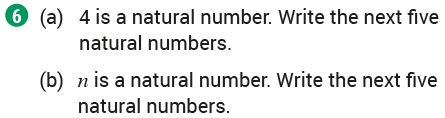 6 (a) 4 is a natural number. Write the next five
natural numbers.
(b) n is a natural number. Write the next five
natural numbers.